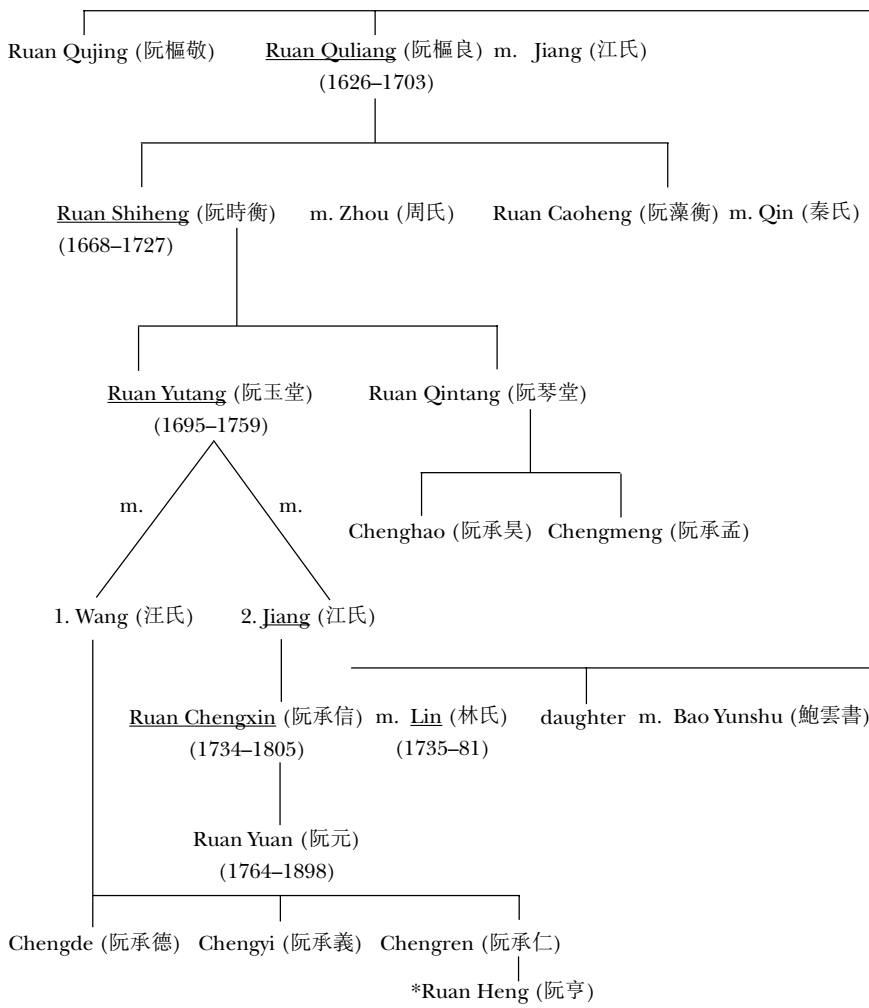 Ruan Qujing (阮樞敬) Ruan Quliang (阮樞良) m. Jiang (江氏)
(1626–1703)
Ruan Shiheng (阮時衡) m. Zhou (周氏) Ruan Caoheng (阮藻衡) m. Qin (秦氏)
(1668–1727)
Ruan Yutang (阮玉堂) Ruan Qintang (阮琴堂)
(1695–1759)
m. m.
Chenghao (阮承昊) Chengmeng (阮承孟)
1. Wang (汪氏) 2. Jiang (江氏)
Ruan Chengxin (阮承信) m. Lin (林氏) daughter m. Bao Yunshu (鮑雲書)
(1734–1805) (1735–81)
Ruan Yuan (阮元)
(1764–1898)
Chengde (阮承德) Chengyi (阮承義) Chengren (阮承仁)
*Ruan Heng (阮亨)